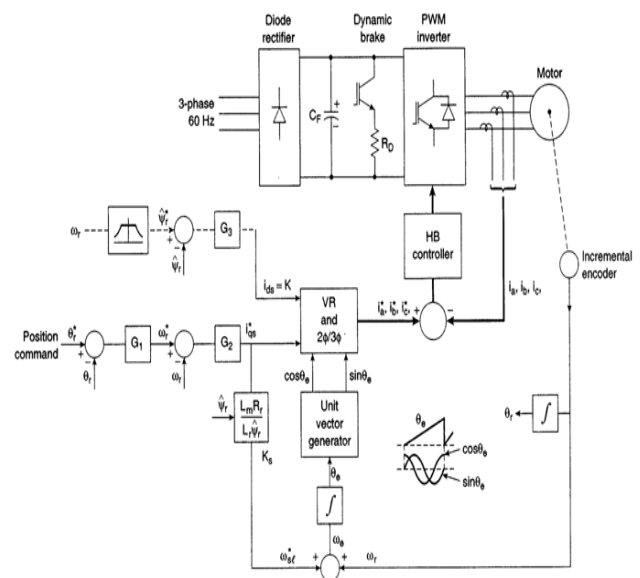 Diode
rectifier
Dynamic
brake
PWM
inverter
Motor
3-phase
60 Hz
C_F
+
−
R_D
HB
controller
Incremental
encoder
ω_r
ψ̂_r^*
+
−
ψ̂_r
G_3
i_ds = K
VR
and
2ϕ/3ϕ
i_a^*, i_b^*, i_c^*
+
−
i_a, i_b, i_c,
Position
command
θ_r^*
+
−
θ_r
G_1
ω_r^*
+
−
ω_r
G_2
i_qs^*
cosθ_e
sinθ_e
Unit
vector
generator
ψ̂_r
L_m R_r
L_r ψ̂_r
K_s
θ_e
∫
ω_e
ω_sℓ^*
+
+
ω_r
θ_r
∫
θ_e
cosθ_e
sinθ_e